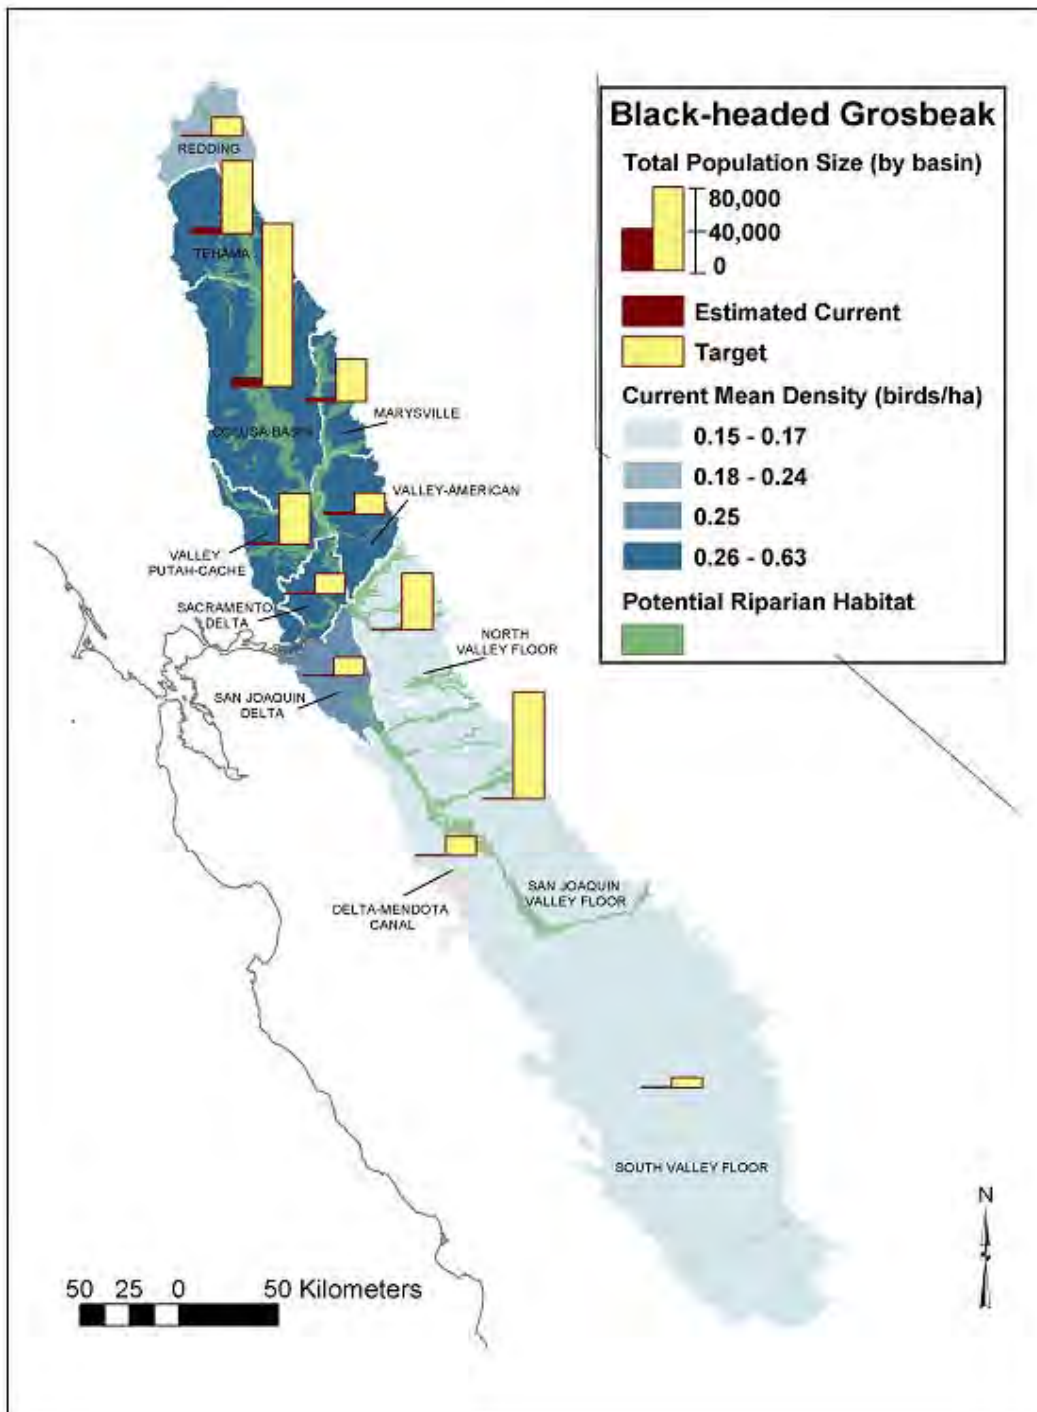 Black-headed Grosbeak
Total Population Size (by basin)
80,000
40,000
0
Estimated Current
Target
Current Mean Density (birds/ha)
0.15 - 0.17
0.18 - 0.24
0.25
0.26 - 0.63
Potential Riparian Habitat
REDDING
TEHAMA
COLUSA BASIN
MARYSVILLE
VALLEY-AMERICAN
VALLEY
PUTAH-CACHE
SACRAMENTO
DELTA
NORTH
VALLEY FLOOR
SAN JOAQUIN
DELTA
SAN JOAQUIN
VALLEY FLOOR
DELTA-MENDOTA
CANAL
SOUTH VALLEY FLOOR
N
50 25 0 50 Kilometers